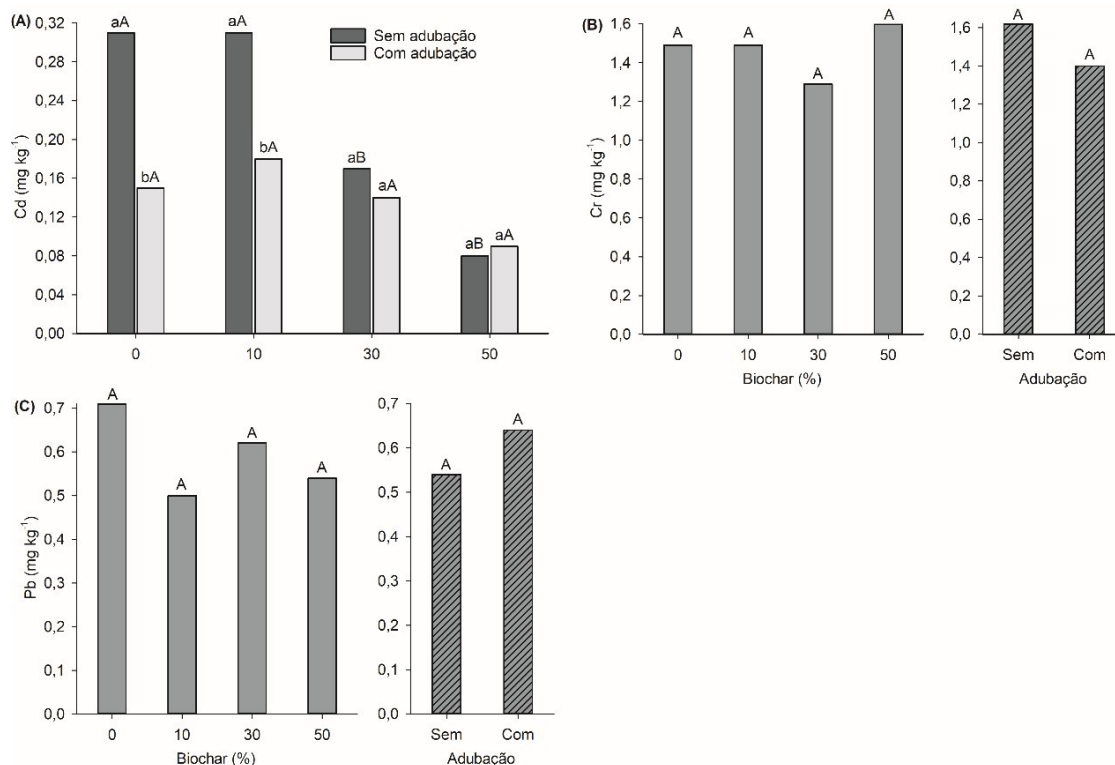 (A)
0,32
0,28
0,24
0,20
0,16
0,12
0,08
0,04
0,00
Cd (mg kg⁻¹)
aA
bA
aA
bA
aB
aA
aB
aA
Sem adubação
Com adubação
0 10 30 50
(B)
1,6
1,4
1,2
1,0
0,8
0,6
0,4
0,2
0,0
Cr (mg kg⁻¹)
A A A A
0 10 30 50
Biochar (%)
1,6
1,4
1,2
1,0
0,8
0,6
0,4
0,2
0,0
A A
Sem Com
Adubação
(C)
0,7
0,6
0,5
0,4
0,3
0,2
0,1
0,0
Pb (mg kg⁻¹)
A A A A
0 10 30 50
Biochar (%)
0,7
0,6
0,5
0,4
0,3
0,2
0,1
0,0
A A
Sem Com
Adubação